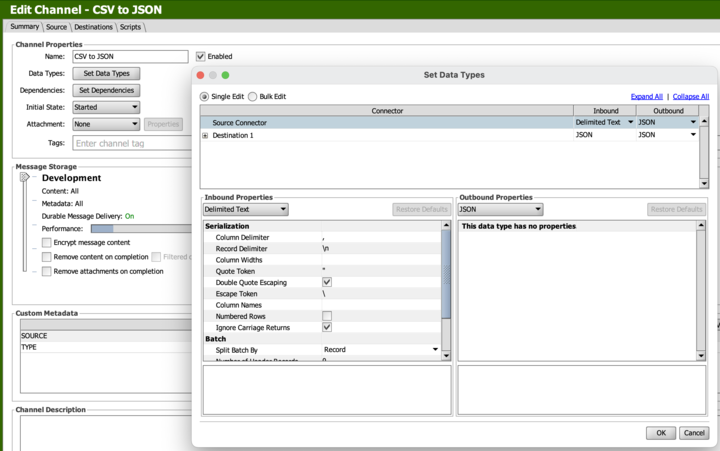 Edit Channel - CSV to JSON
Summary Source Destinations Scripts
Channel Properties
Name: CSV to JSON Enabled
Data Types: Set Data Types
Dependencies: Set Dependencies
Initial State: Started
Attachment: None Properties
Tags: Enter channel tag
Message Storage
Development
Content: All
Metadata: All
Durable Message Delivery: On
Performance:
Encrypt message content
Remove content on completion Filtered
Remove attachments on completion
Custom Metadata
SOURCE
TYPE
Channel Description
Set Data Types
Single Edit Bulk Edit Expand All | Collapse All
Connector Inbound Outbound
Source Connector Delimited Text JSON
Destination 1 JSON JSON
Inbound Properties
Delimited Text Restore Defaults
Serialization
Column Delimiter ,
Record Delimiter \n
Column Widths
Quote Token "
Double Quote Escaping
Escape Token \
Column Names
Numbered Rows
Ignore Carriage Returns
Batch
Split Batch By Record
Number of Header Records 0
Outbound Properties
JSON Restore Defaults
This data type has no properties
OK Cancel